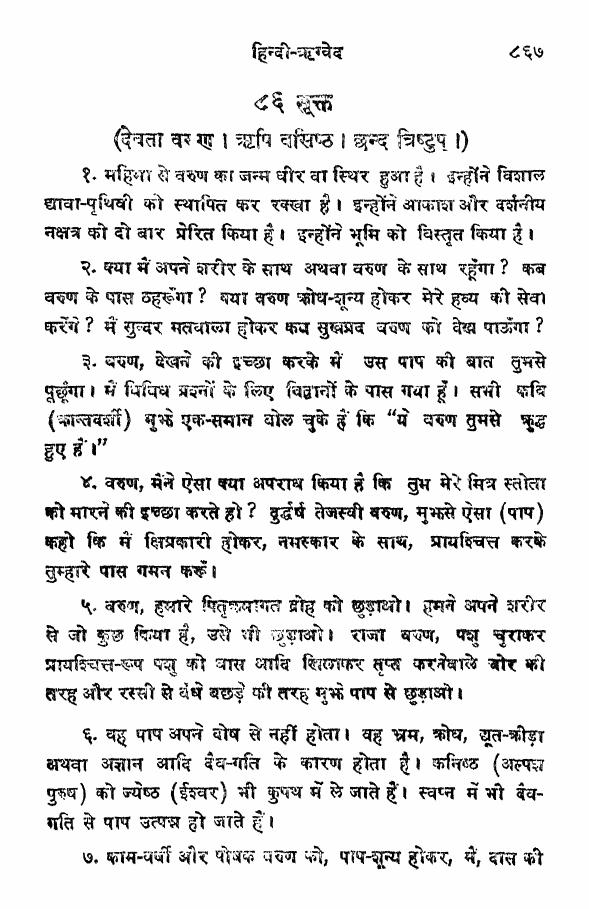 हिन्दी-ऋग्वेद ८६७
८६ सूक्त
(देवता वरुण। ऋषि वसिष्ठ। छन्द त्रिष्टुप्।)
१. महिमा से वरुण का जन्म धीर वा स्थिर हुआ है। इन्होंने विशाल
द्यावा-पृथिवी को स्थापित कर रक्खा है। इन्होंने आकाश और दर्शनीय
नक्षत्र को दो बार प्रेरित किया है। इन्होंने भूमि को विस्तृत किया है।
२. क्या मैं अपने शरीर के साथ अथवा वरुण के साथ रहूँगा? कब
वरुण के पास ठहरूँगा? क्या वरुण क्रोध-शून्य होकर मेरे हव्य की सेवा
करेंगे? मैं सुन्दर मतवाला होकर कब सुखप्रद वरुण को देख पाऊँगा?
३. वरुण, देखने की इच्छा करके मैं उस पाप की बात तुमसे
पूछूँगा। मैं विविध प्रश्नों के लिए विद्वानों के पास गया हूँ। सभी कवि
(क्रान्तदर्शी) मुझे एक-समान बोल चुके हैं कि "ये वरुण तुमसे क्रुद्ध
हुए हैं।"
४. वरुण, मैंने ऐसा क्या अपराध किया है कि तुम मेरे मित्र स्तोता
को मारने की इच्छा करते हो? दुर्द्धर्ष तेजस्वी वरुण, मुझसे ऐसा (पाप)
कहो कि मैं क्षिप्रकारी होकर, नमस्कार के साथ, प्रायश्चित्त करके
तुम्हारे पास गमन करूँ।
५. वरुण, हमारे पितृक्रमागत द्रोह को छुड़ाओ। हमने अपने शरीर
से जो कुछ किया है, उसे भी छुड़ाओ। राजा वरुण, पशु चुराकर
प्रायश्चित्त-रूप पशु को घास आदि खिलाकर तृप्त करनेवाले चोर की
तरह और रस्सी से बँधे बछड़े की तरह मुझे पाप से छुड़ाओ।
६. वह पाप अपने दोष से नहीं होता। वह भ्रम, क्रोध, द्यूत-क्रीड़ा
अथवा अज्ञान आदि दैव-गति के कारण होता है। कनिष्ठ (अल्पज्ञ
पुरुष) को ज्येष्ठ (ईश्वर) भी कुपथ में ले जाते हैं। स्वप्न में भी दैव-
गति से पाप उत्पन्न हो जाते हैं।
७. काम-वर्षी और पोषक वरुण को, पाप-शून्य होकर, मैं, दास की